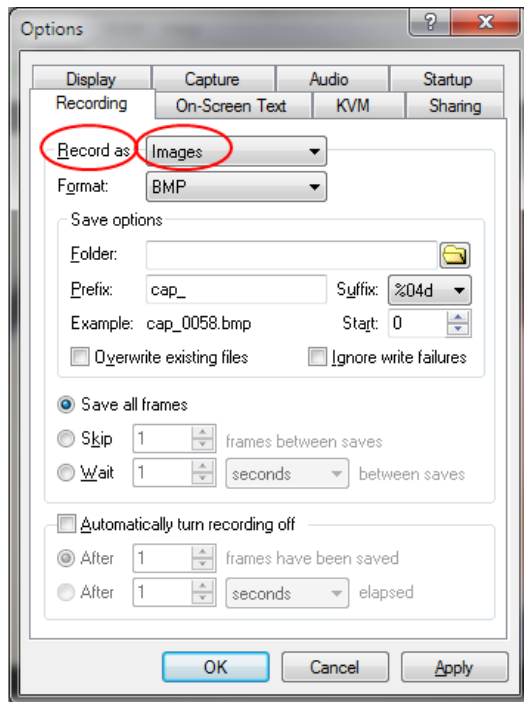 Options
?
X
Display Capture Audio Startup
Recording On-Screen Text KVM Sharing
Record as Images
Format: BMP
Save options
Folder:
Prefix: cap_ Suffix: %04d
Example: cap_0058.bmp Start: 0
Overwrite existing files Ignore write failures
Save all frames
Skip 1 frames between saves
Wait 1 seconds between saves
Automatically turn recording off
After 1 frames have been saved
After 1 seconds elapsed
OK Cancel Apply